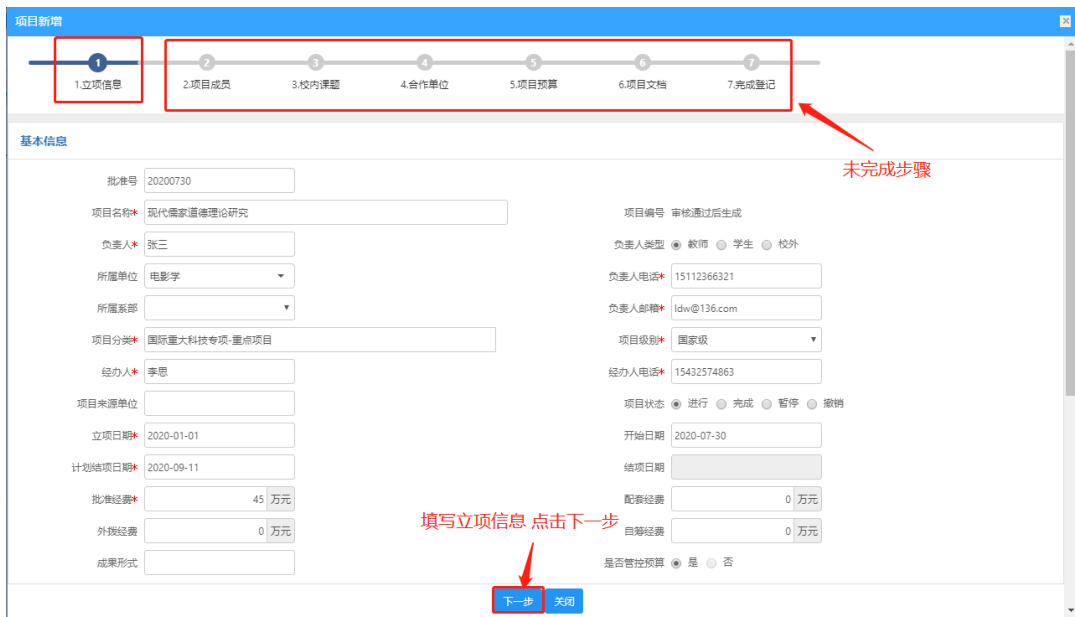 项目新增
1 2 3 4 5 6 7
1.立项信息 2.项目成员 3.校内课题 4.合作单位 5.项目预算 6.项目文档 7.完成登记
基本信息
未完成步骤
批准号 20200730
项目名称* 现代儒家道德理论研究 项目编号 审核通过后生成
负责人* 张三 负责人类型 教师 学生 校外
所属单位 电影学 负责人电话* 15112366321
所属系部 负责人邮箱* ldw@136.com
项目分类* 国际重大科技专项-重点项目 项目级别* 国家级
经办人* 李思 经办人电话* 15432574863
项目来源单位 项目状态 进行 完成 暂停 撤销
立项日期* 2020-01-01 开始日期 2020-07-30
计划结项日期* 2020-09-11 结项日期
批准经费* 45 万元 配套经费 0 万元
外拨经费 0 万元 自筹经费 0 万元
填写立项信息 点击下一步
成果形式 是否管控预算 是 否
下一步 关闭